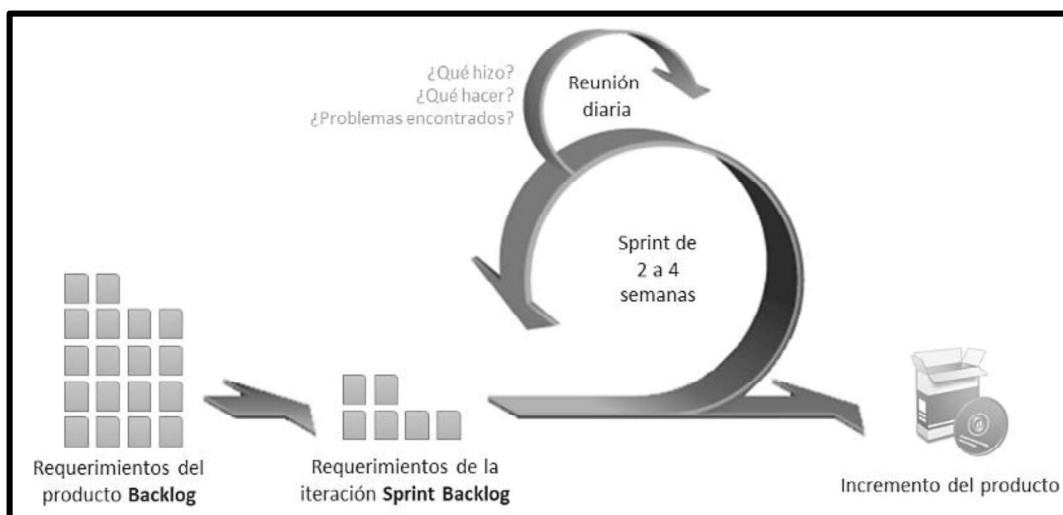 ¿Qué hizo?
¿Qué hacer?
¿Problemas encontrados?
Reunión
diaria
Sprint de
2 a 4
semanas
Requerimientos del
producto Backlog
Requerimientos de la
iteración Sprint Backlog
Incremento del producto